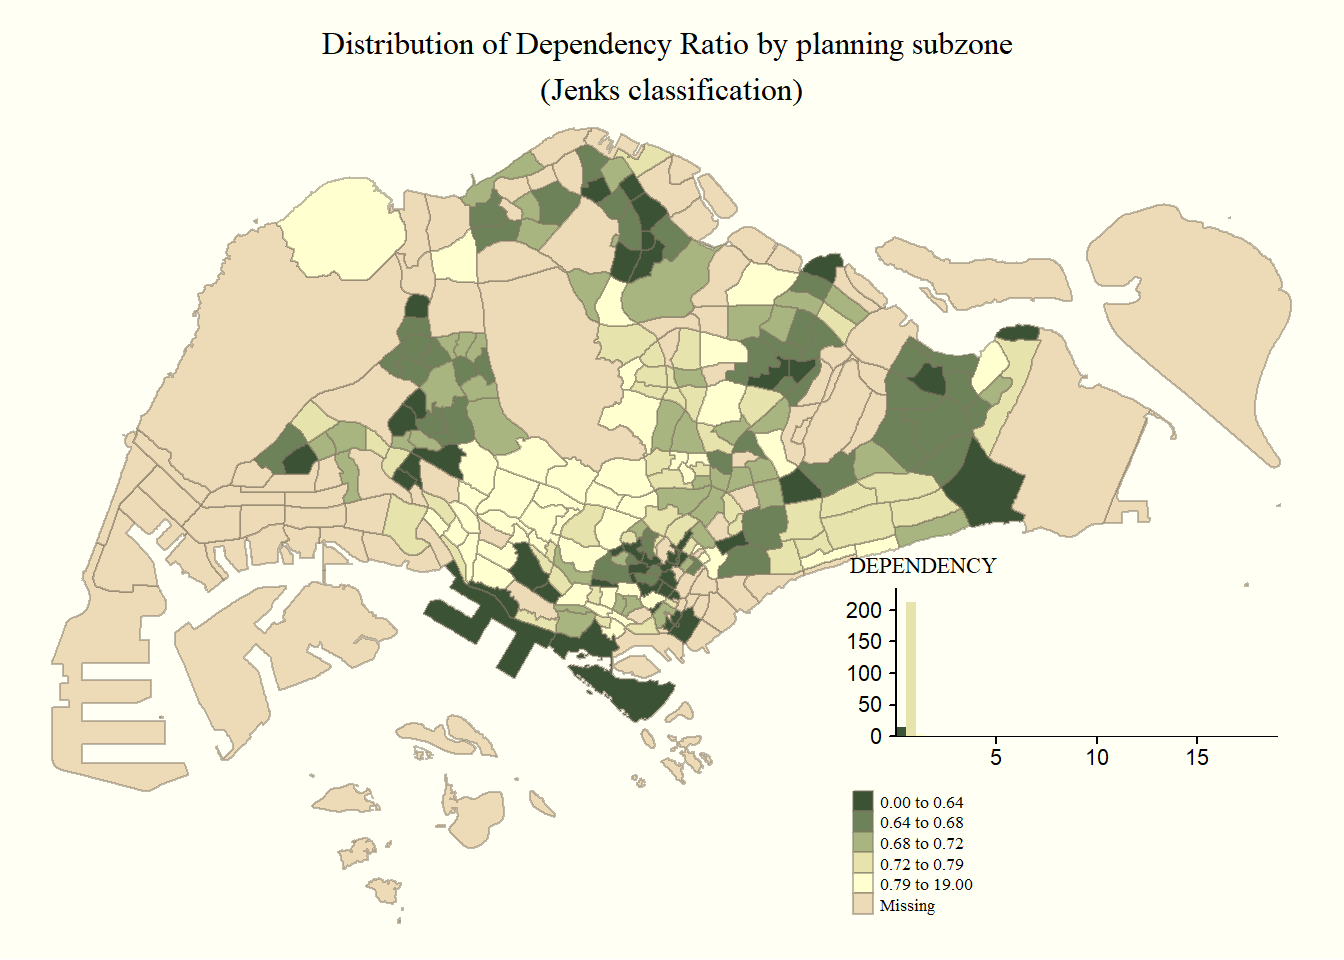 Distribution of Dependency Ratio by planning subzone
(Jenks classification)
DEPENDENCY
200
150
100
50
0
5 10 15
0.00 to 0.64
0.64 to 0.68
0.68 to 0.72
0.72 to 0.79
0.79 to 19.00
Missing